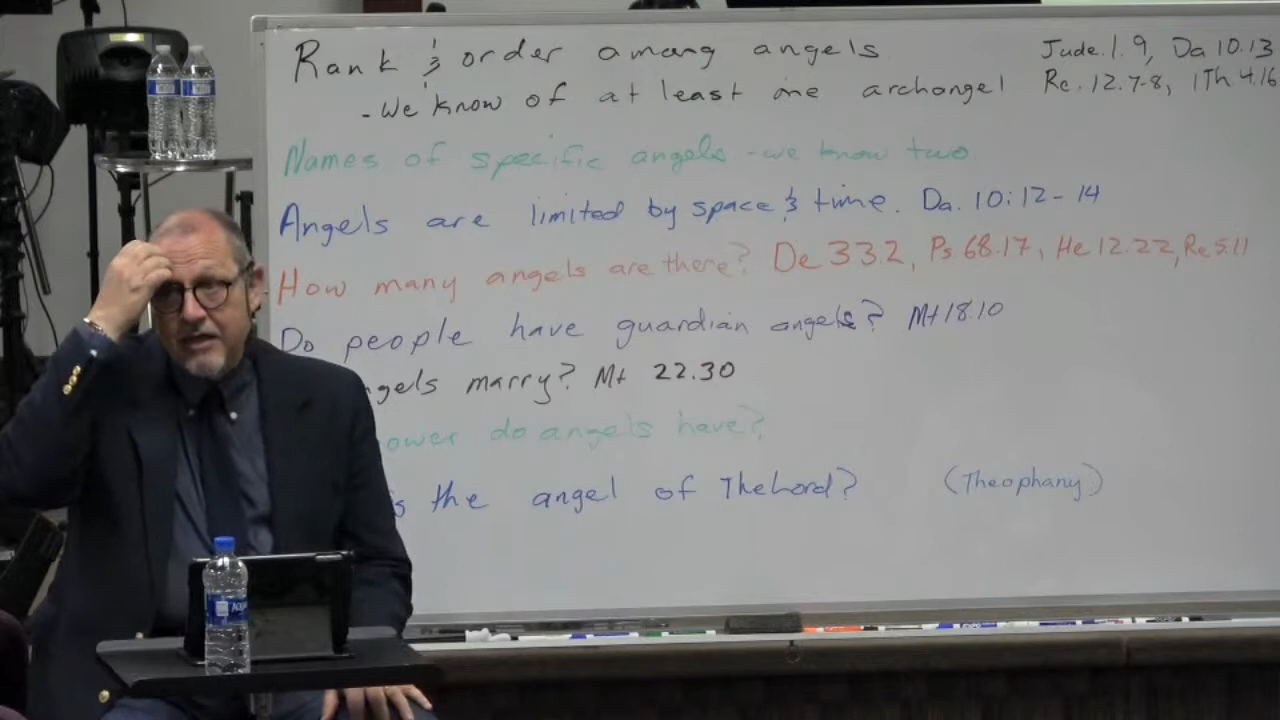 Rank & order among angels Jude.1.9, Da 10.13
- We know of at least one archangel Re. 12.7-8, 1Th.4.16
Names of specific angels - we know two
Angels are limited by space & time. Da. 10:12-14
How many angels are there? De 33.2, Ps 68.17, He 12.22, Re 5.11
Do people have guardian angels? Mt 18.10
ngels marry? Mt 22.30
ower do angels have?
s the angel of The Lord? (Theophany)